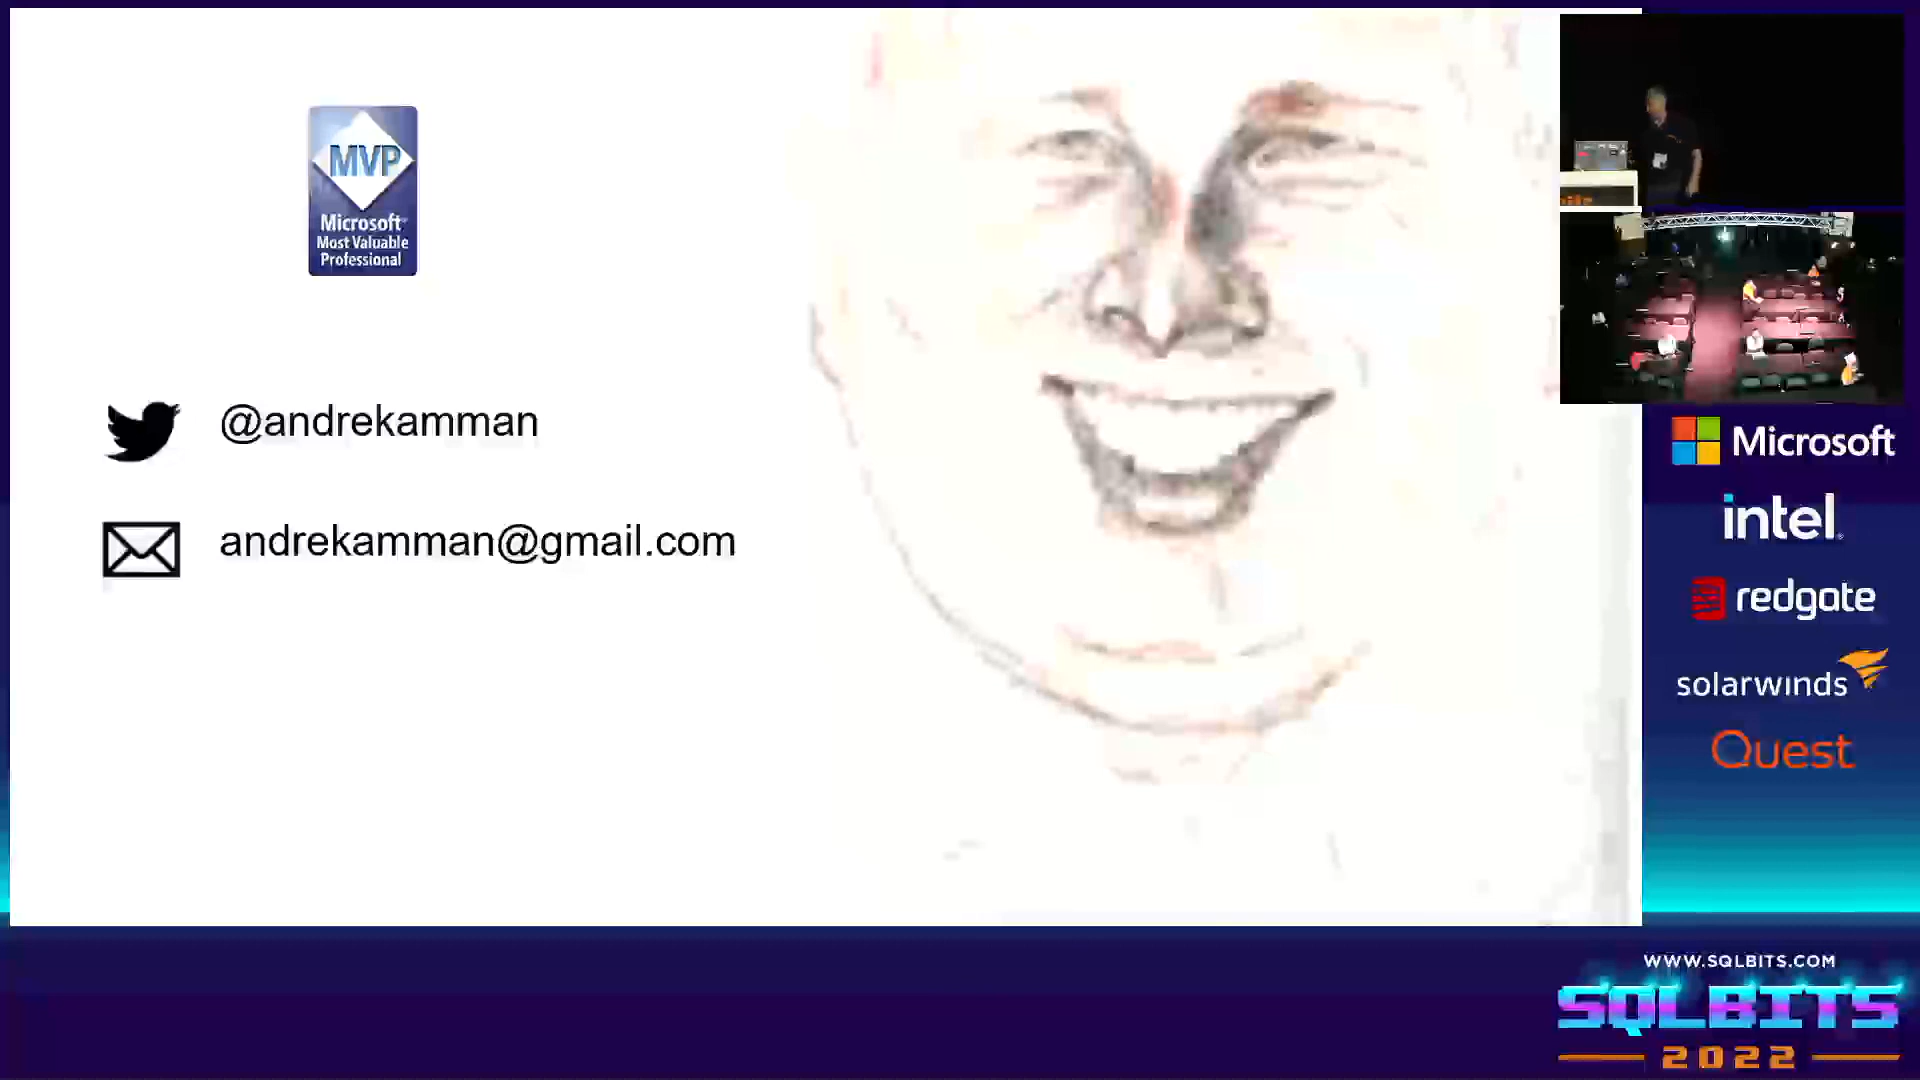 MVP
Microsoft
Most Valuable
Professional
@andrekamman
andrekamman@gmail.com
Microsoft
intel
redgate
solarwinds
Quest
WWW.SQLBITS.COM
SQLBITS
2022